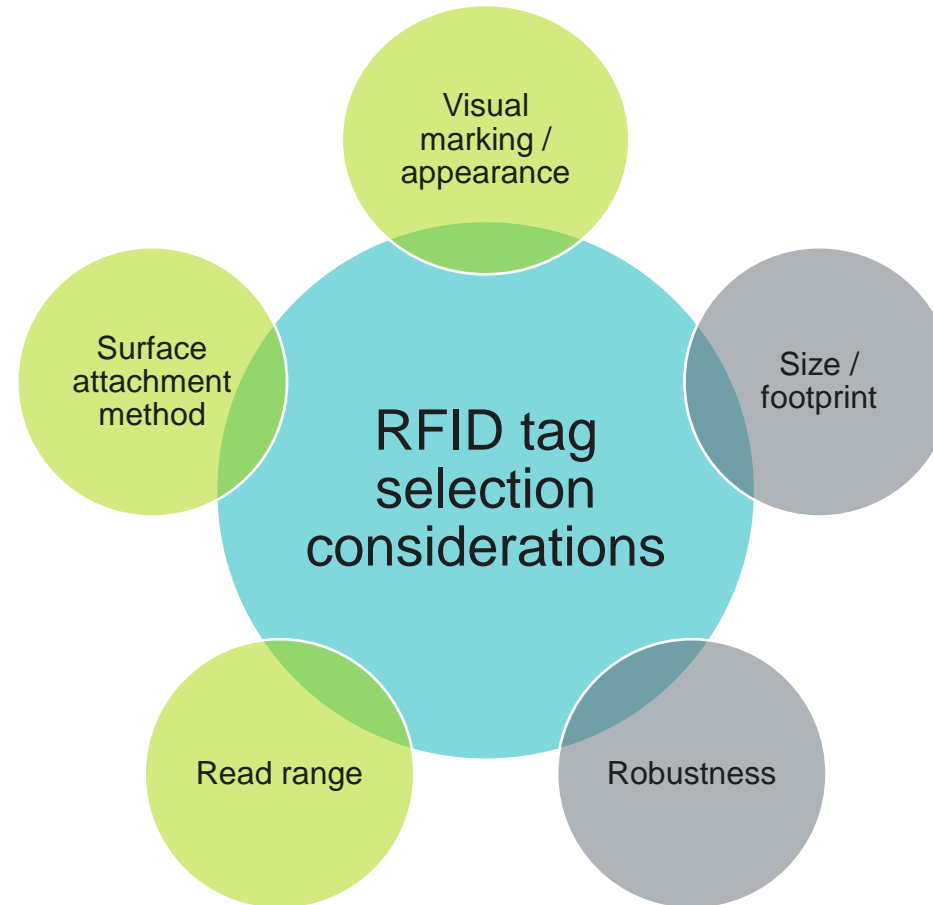 Visual
marking /
appearance
Surface
attachment
method
Size /
footprint
RFID tag
selection
considerations
Read range
Robustness